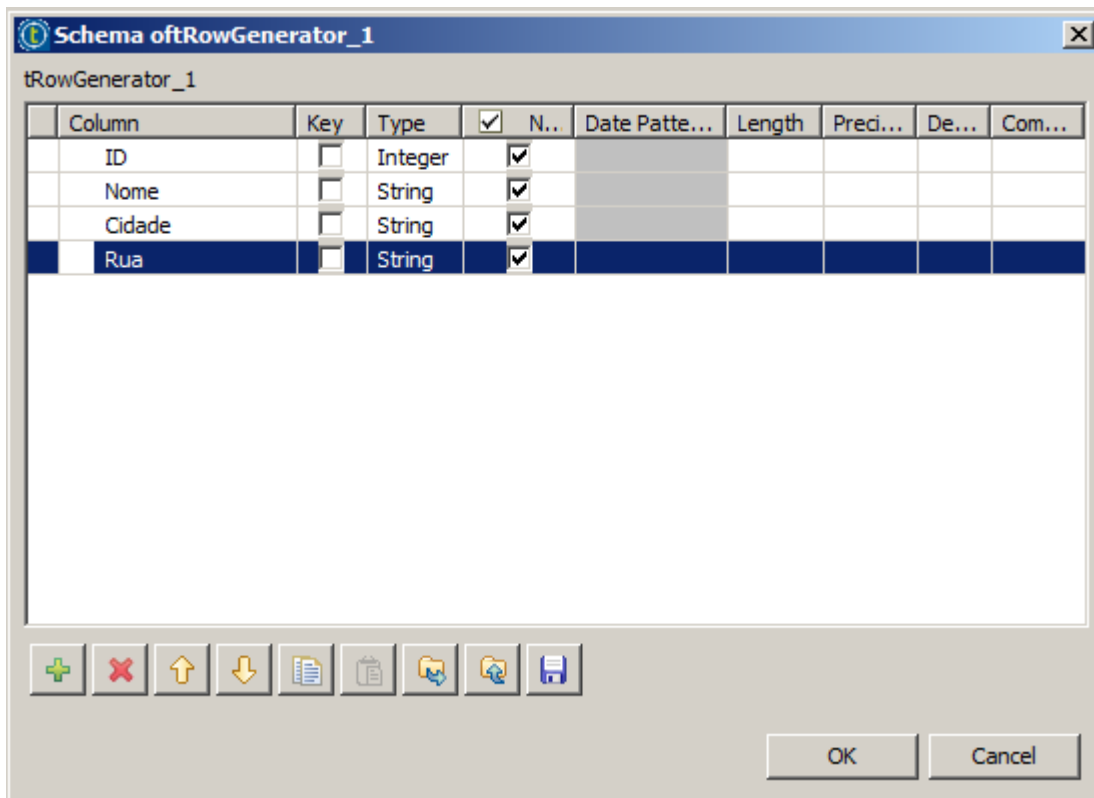 Schema oftRowGenerator_1
tRowGenerator_1
Column Key Type N... Date Patte... Length Preci... De... Com...
ID Integer
Nome String
Cidade String
Rua String
OK Cancel